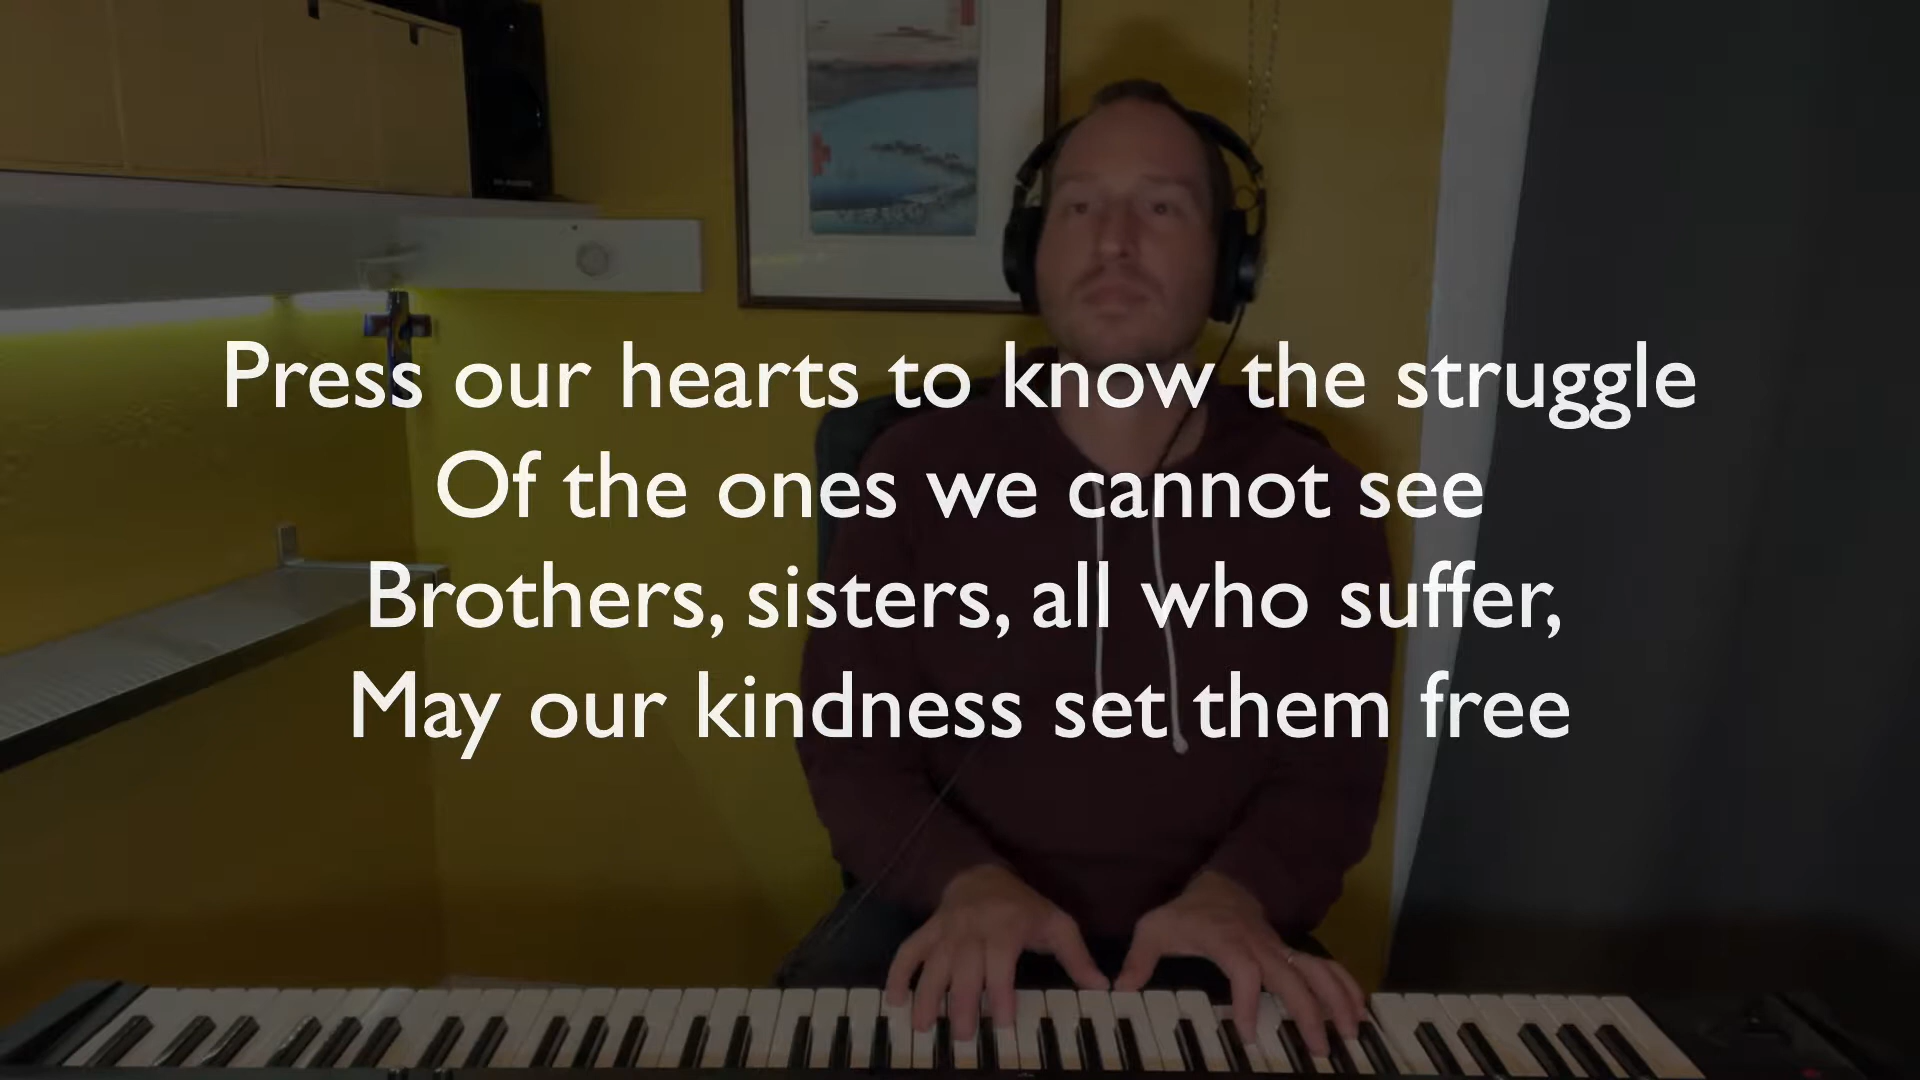 Press our hearts to know the struggle
Of the ones we cannot see
Brothers, sisters, all who suffer,
May our kindness set them free